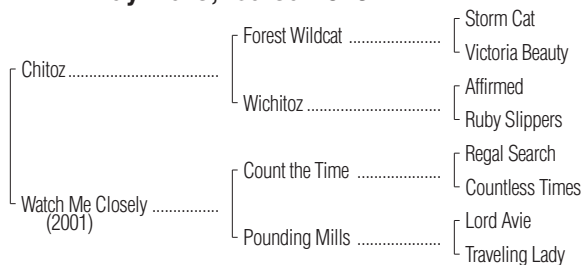 Storm Cat
Forest Wildcat ........................
Victoria Beauty
Chitoz........................................
Affirmed
Wichitoz...................................
Ruby Slippers
Regal Search
Count the Time ......................
Countless Times
Watch Me Closely ..................
(2001)
Lord Avie
Pounding Mills ......................
Traveling Lady